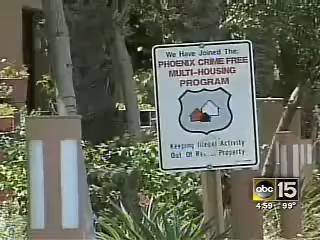 We Have Joined The:
PHOENIX CRIME FREE
MULTI-HOUSING
PROGRAM
Keeping Illegal Activity
Out Of Property
abc 15
4:59 99°